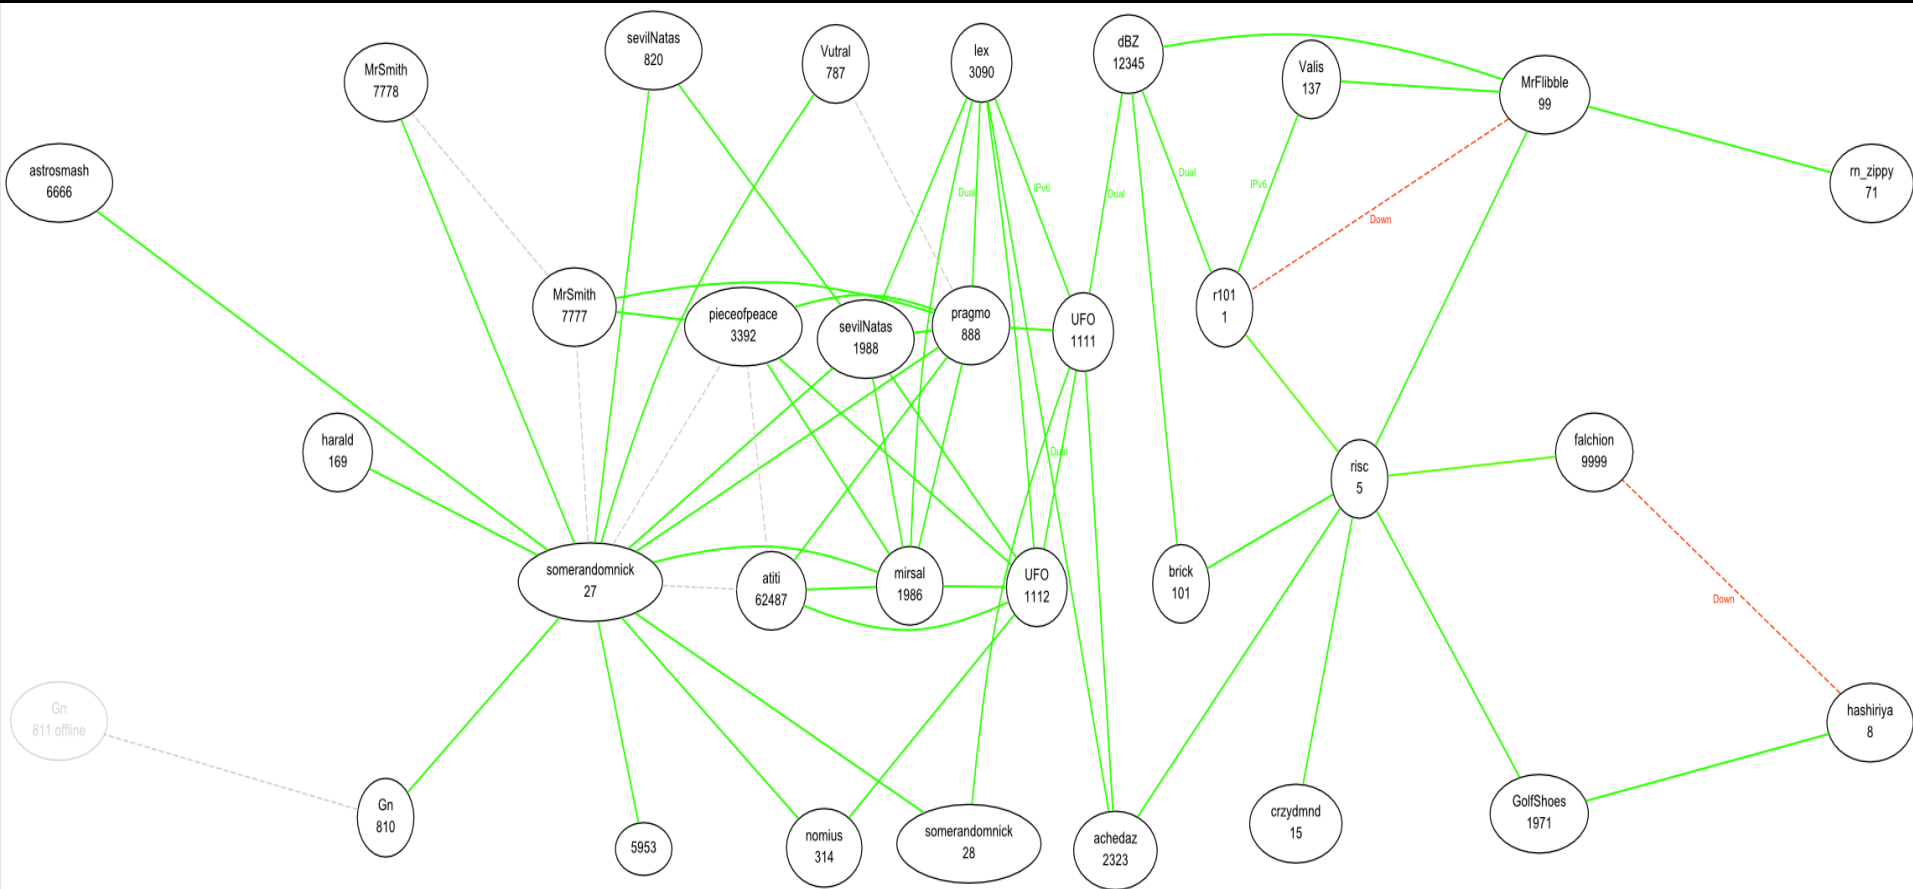 sevilNatas
820
Vutral
787
lex
3090
dBZ
12345
Valis
137
MrSmith
7778
MrFlibble
99
astrosmash
6666
rn_zippy
71
Dual
IPv6
Dual
Dual
IPv6
Down
MrSmith
7777
pieceofpeace
3392
sevilNatas
1988
pragmo
888
UFO
1111
r101
1
harald
169
Dual
risc
5
falchion
9999
somerandomnick
27
atiti
62487
mirsal
1986
UFO
1112
brick
101
Down
Gn
811 offline
hashiriya
8
Gn
810
5953
nomius
314
somerandomnick
28
achedaz
2323
crzydmnd
15
GolfShoes
1971